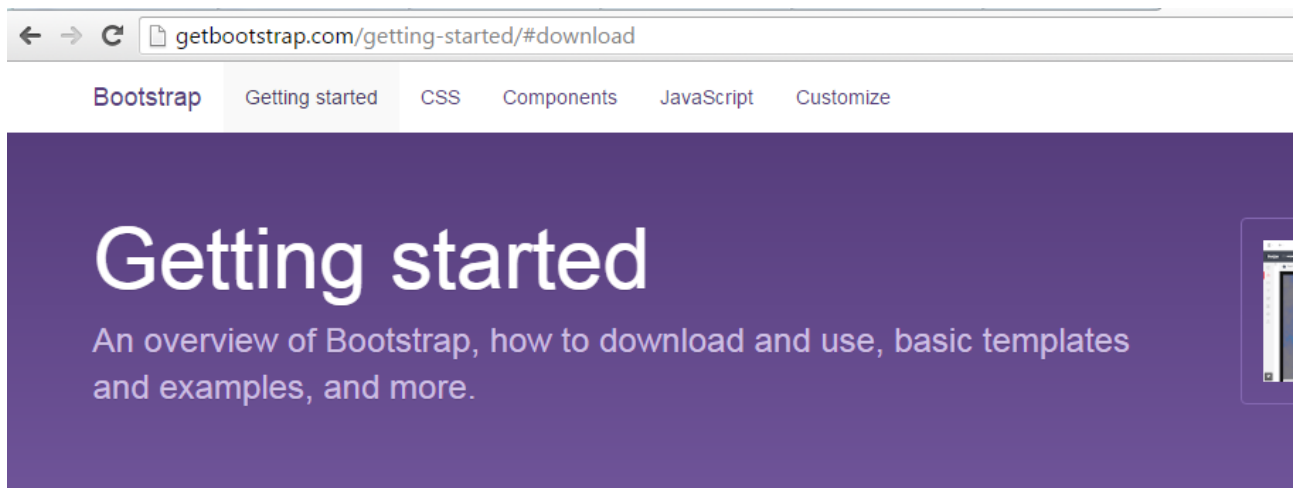 getbootstrap.com/getting-started/#download
Bootstrap Getting started CSS Components JavaScript Customize
Getting started
An overview of Bootstrap, how to download and use, basic templates
and examples, and more.